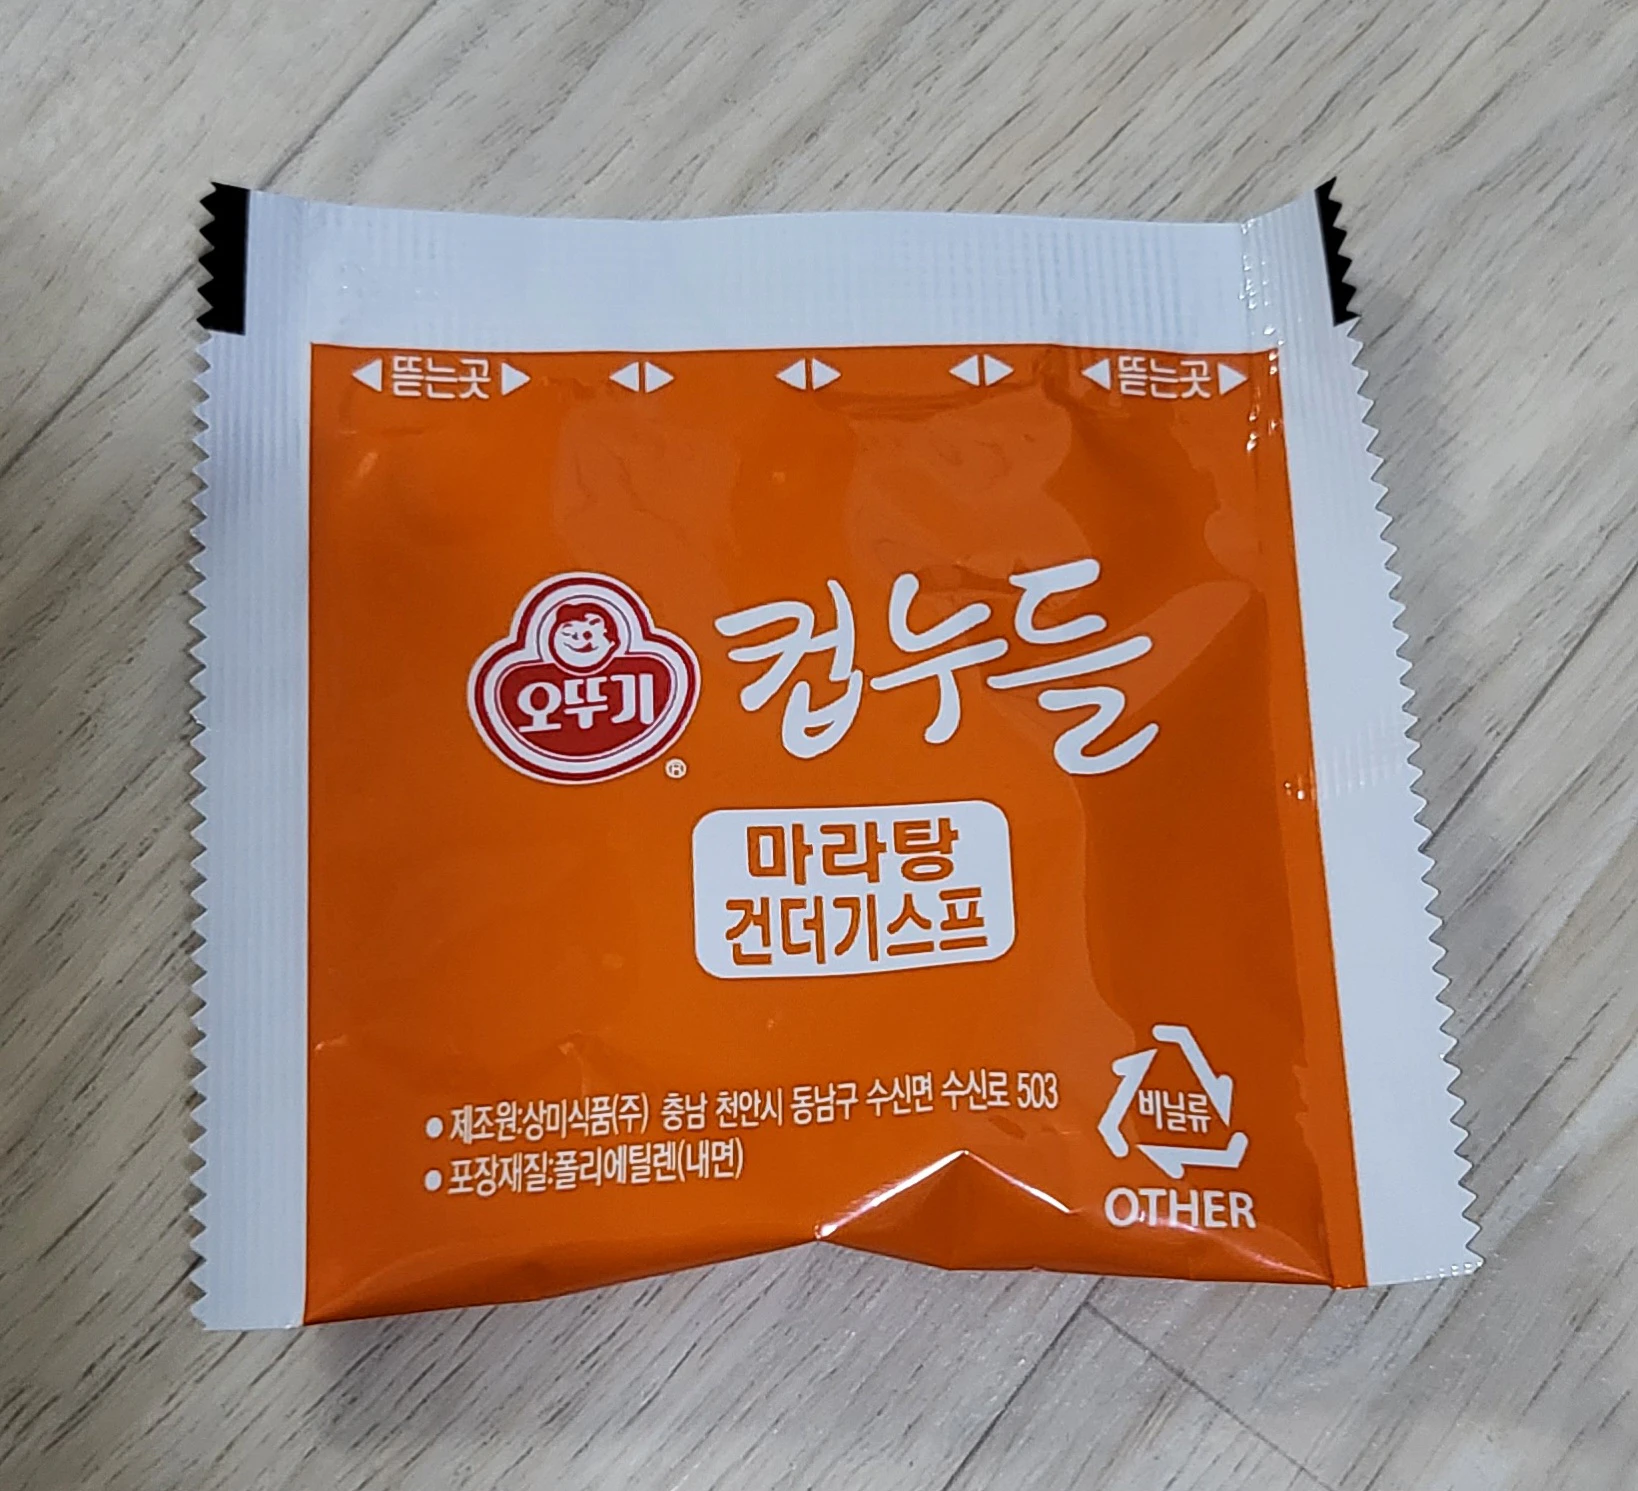 ◀뜯는곳▶ ◀▶ ◀▶ ◀▶ ◀뜯는곳▶
오뚜기®
컵누들
마라탕
건더기스프
● 제조원:상미식품(주) 충남 천안시 동남구 수신면 수신로 503
● 포장재질:폴리에틸렌(내면)
비닐류
OTHER